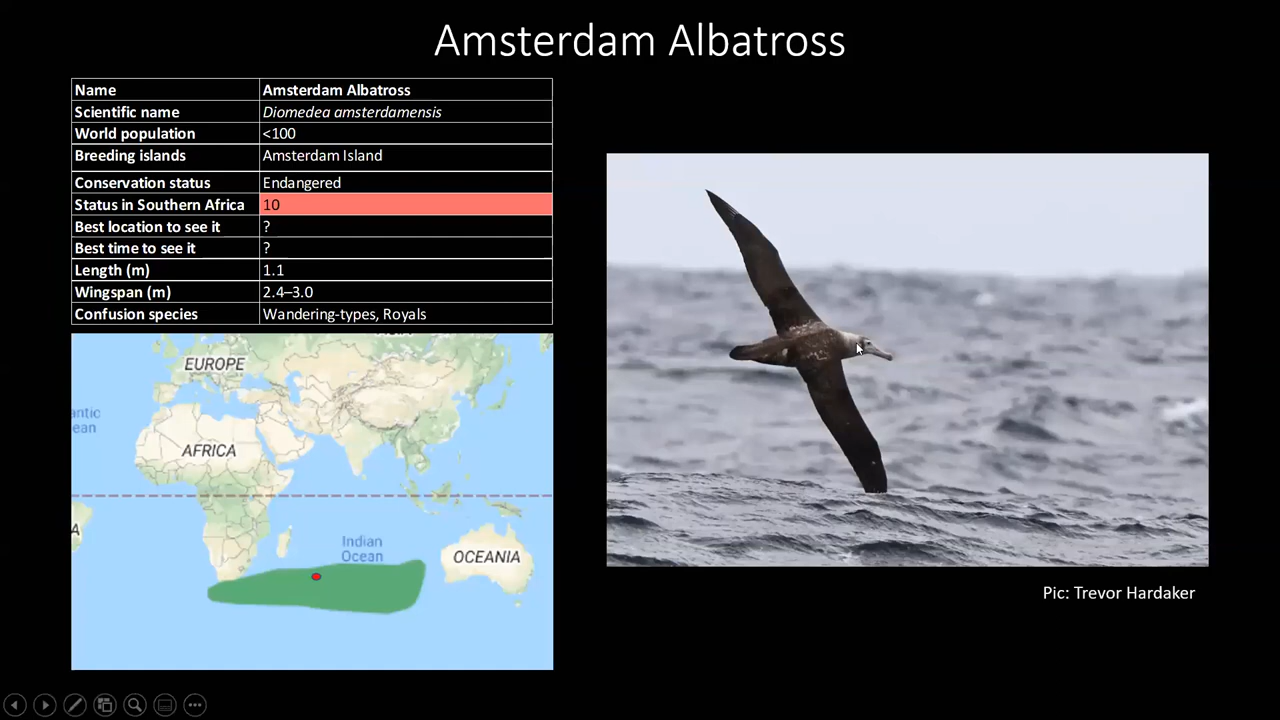 Amsterdam Albatross
Name Amsterdam Albatross
Scientific name Diomedea amsterdamensis
World population <100
Breeding islands Amsterdam Island
Conservation status Endangered
Status in Southern Africa 10
Best location to see it ?
Best time to see it ?
Length (m) 1.1
Wingspan (m) 2.4–3.0
Confusion species Wandering-types, Royals
EUROPE
antic
ean
AFRICA
Indian
Ocean
OCEANIA
A
Pic: Trevor Hardaker